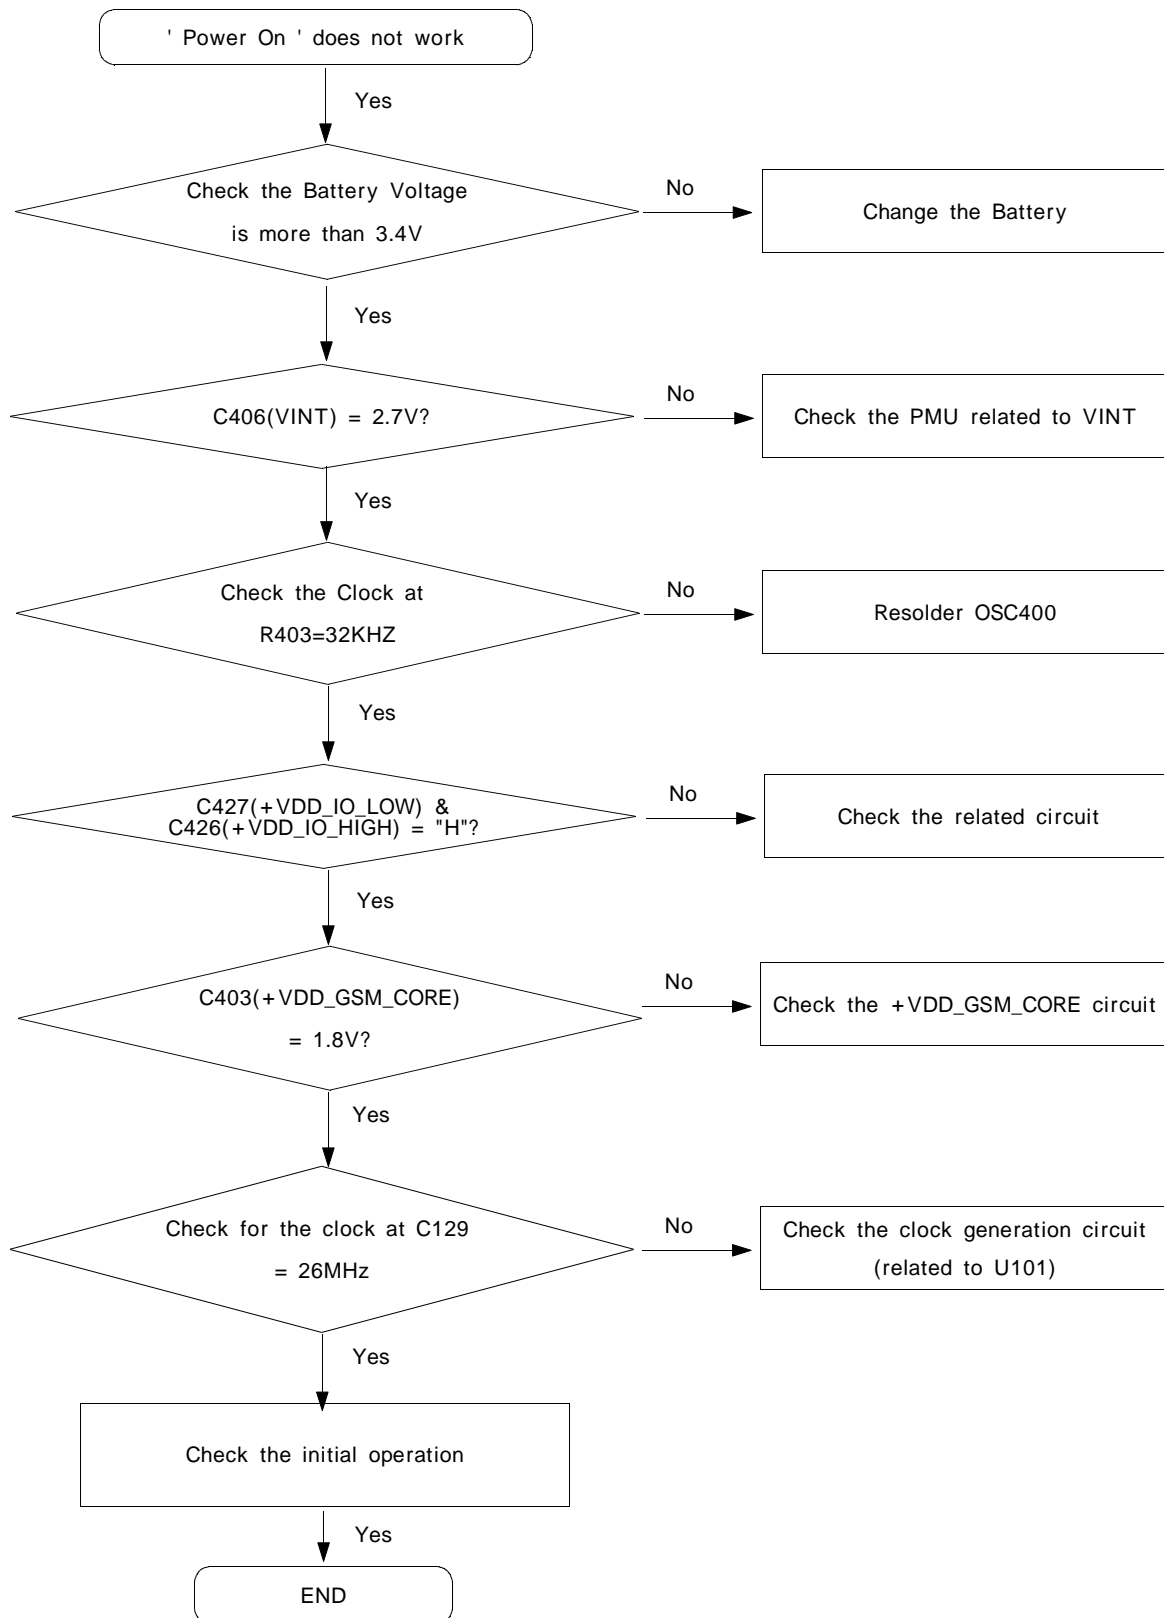 ' Power On ' does not work
Yes
Check the Battery Voltage
is more than 3.4V
No
Change the Battery
Yes
C406(VINT) = 2.7V?
No
Check the PMU related to VINT
Yes
Check the Clock at
R403=32KHZ
No
Resolder OSC400
Yes
C427(+VDD_IO_LOW) &
C426(+VDD_IO_HIGH) = "H"?
No
Check the related circuit
Yes
C403(+VDD_GSM_CORE)
= 1.8V?
No
Check the +VDD_GSM_CORE circuit
Yes
Check for the clock at C129
= 26MHz
No
Check the clock generation circuit
(related to U101)
Yes
Check the initial operation
Yes
END